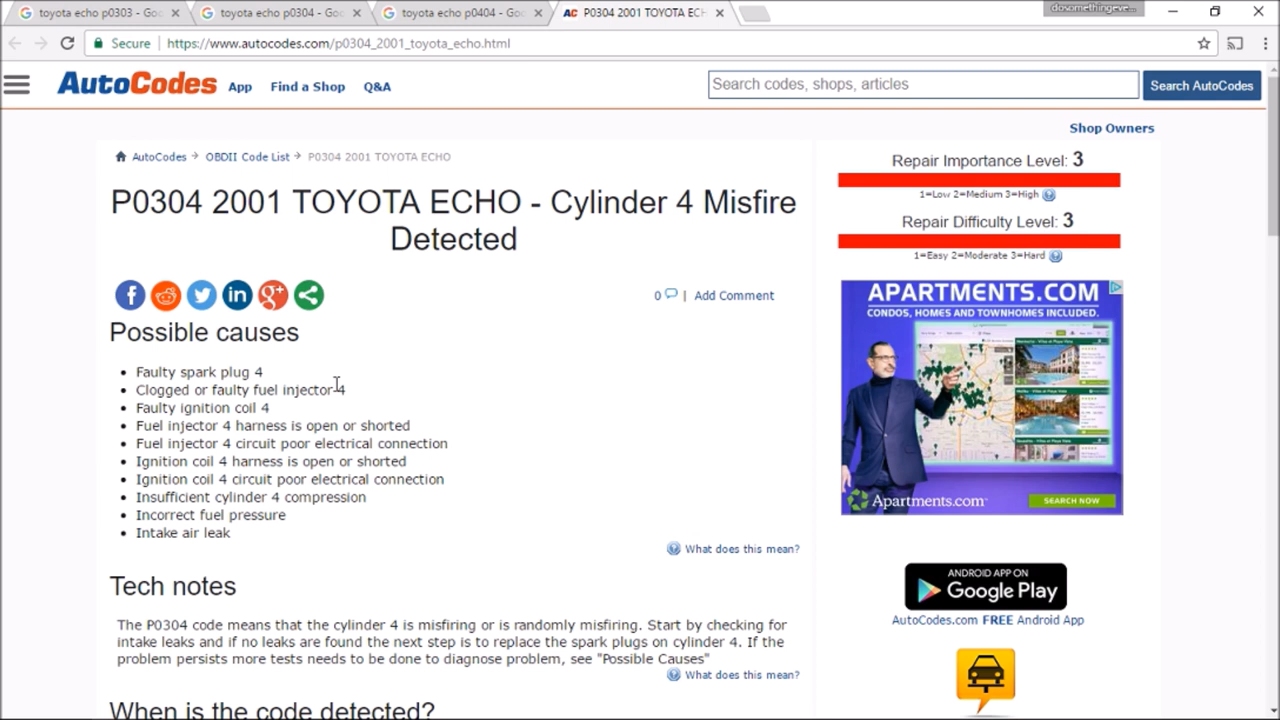 toyota echo p0303 - Goo
toyota echo p0304 - Goo
toyota echo p0404 - Goo
P0304 2001 TOYOTA ECH
dosomethingeve...
Secure
https://www.autocodes.com/p0304_2001_toyota_echo.html
AutoCodes
App
Find a Shop
Q&A
Search codes, shops, articles
Search AutoCodes
Shop Owners
AutoCodes
OBDII Code List
P0304 2001 TOYOTA ECHO
P0304 2001 TOYOTA ECHO - Cylinder 4 Misfire
Detected
0 | Add Comment
Possible causes
Faulty spark plug 4
Clogged or faulty fuel injector 4
Faulty ignition coil 4
Fuel injector 4 harness is open or shorted
Fuel injector 4 circuit poor electrical connection
Ignition coil 4 harness is open or shorted
Ignition coil 4 circuit poor electrical connection
Insufficient cylinder 4 compression
Incorrect fuel pressure
Intake air leak
What does this mean?
Tech notes
The P0304 code means that the cylinder 4 is misfiring or is randomly misfiring. Start by checking for
intake leaks and if no leaks are found the next step is to replace the spark plugs on cylinder 4. If the
problem persists more tests needs to be done to diagnose problem, see "Possible Causes"
What does this mean?
When is the code detected?
Repair Importance Level: 3
1=Low 2=Medium 3=High
Repair Difficulty Level: 3
1=Easy 2=Moderate 3=Hard
APARTMENTS.COM
CONDOS, HOMES AND TOWNHOMES INCLUDED.
Apartments.com
SEARCH NOW
ANDROID APP ON
Google Play
AutoCodes.com FREE Android App